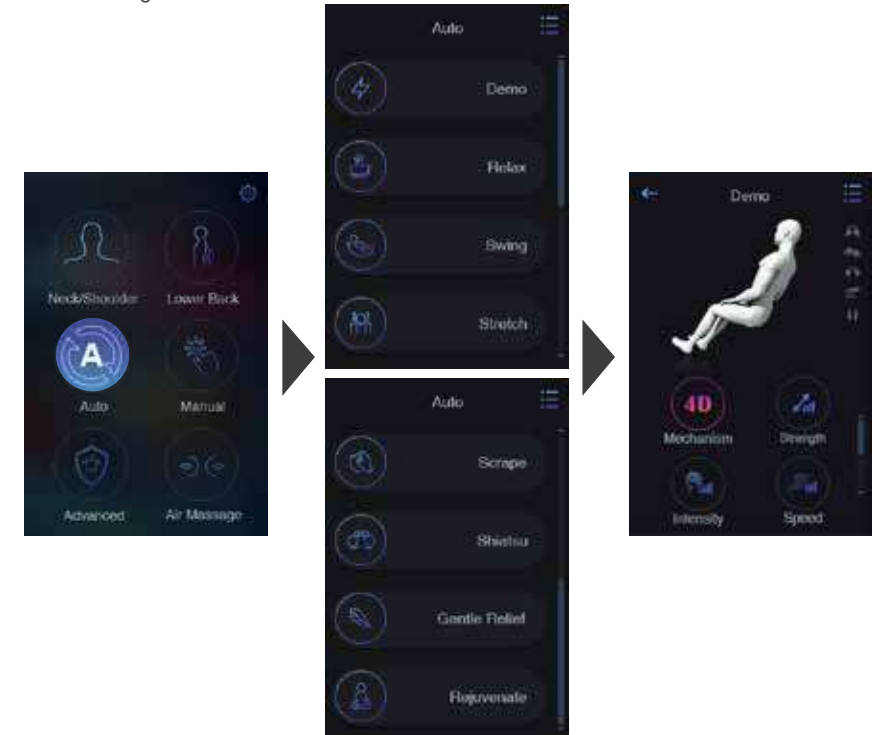 Neck/Shoulder
Lower Back
A
Auto
Manual
Advanced
Air Massage...
Auto
Demo
Relax
Swing
Stretch
Auto
Scrape
Shiatsu
Gentle Relief
Rejuvenate
Demo
4D
Mechanism
Strength
Intensity
Speed